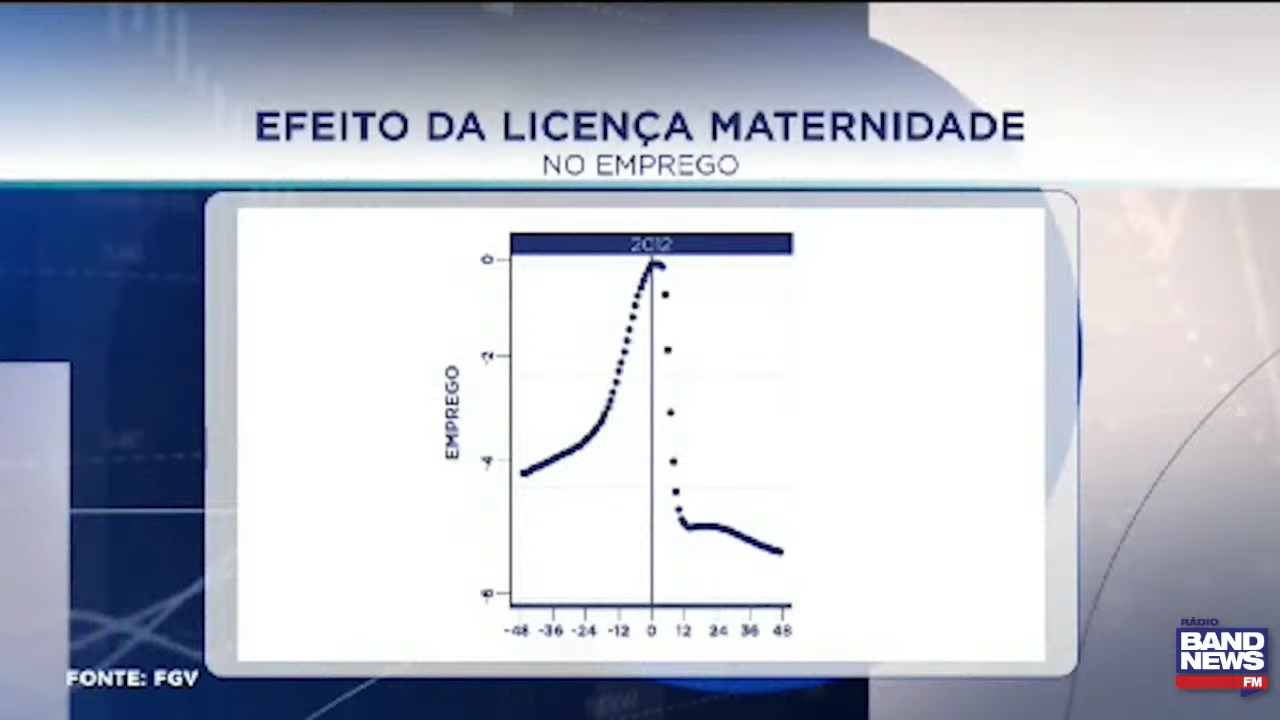 EFEITO DA LICENÇA MATERNIDADE
NO EMPREGO
2012
0
-2
-4
-6
EMPREGO
-48 -36 -24 -12 0 12 24 36 48
FONTE: FGV
RÁDIO
BAND
NEWS
FM